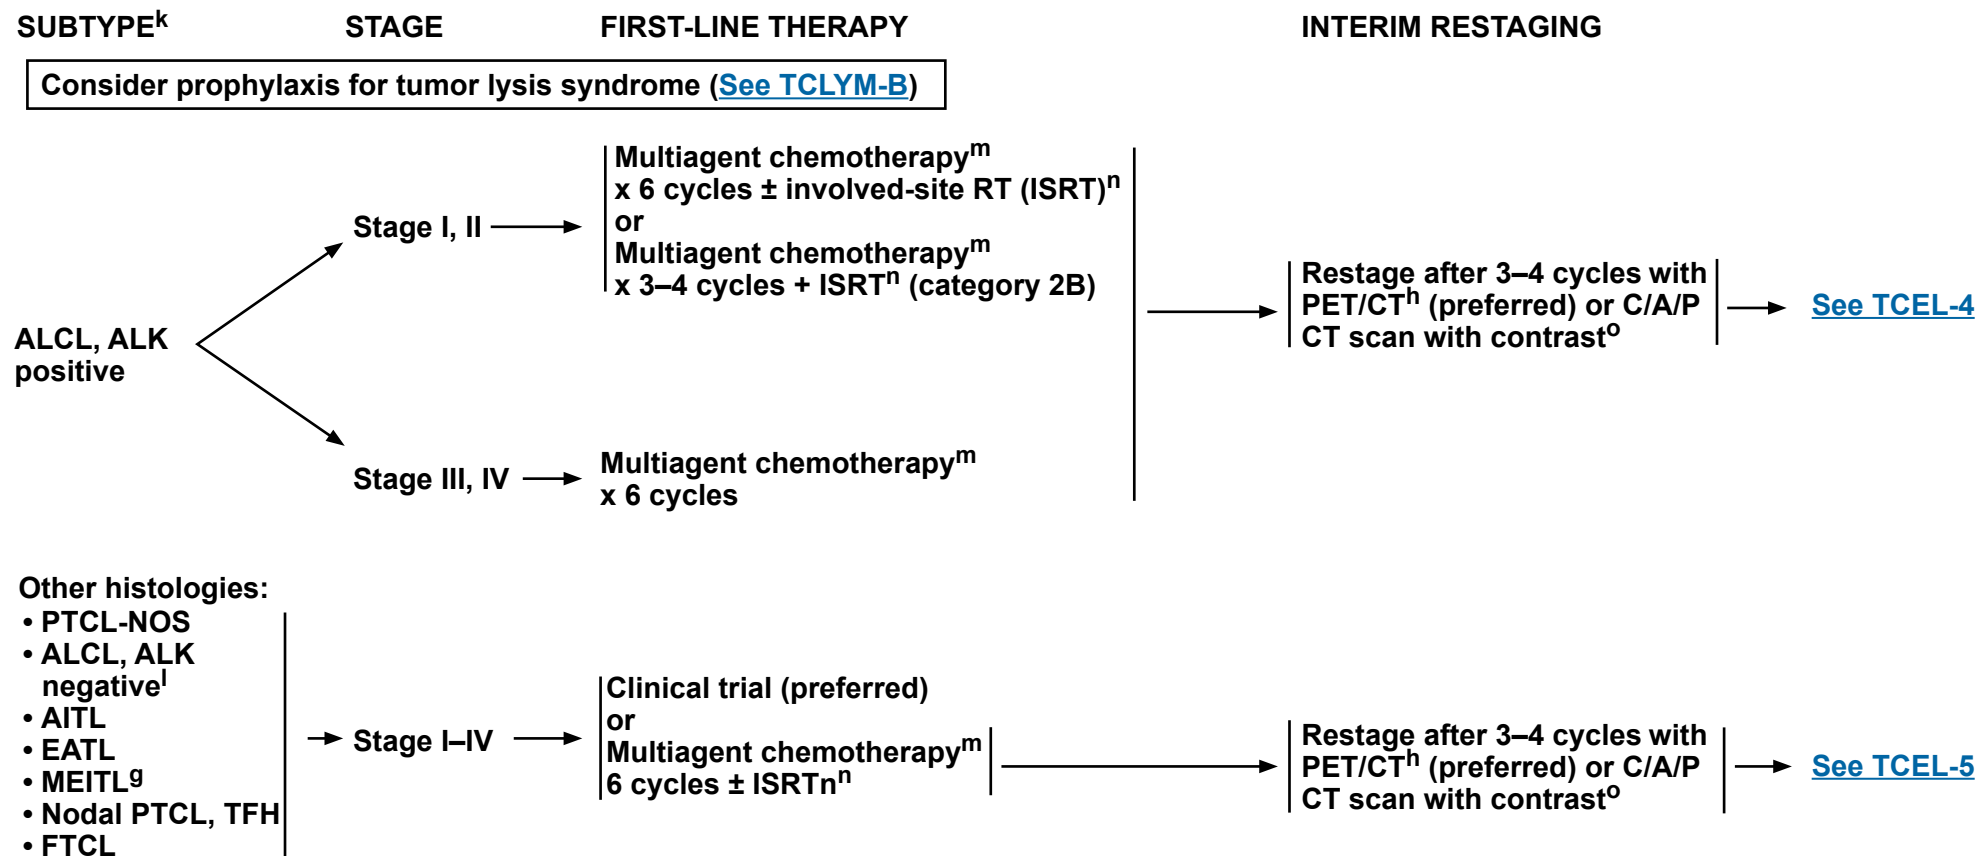 SUBTYPEk STAGE FIRST-LINE THERAPY INTERIM RESTAGING
Consider prophylaxis for tumor lysis syndrome (See TCLYM-B)
ALCL, ALK
positive
Stage I, II
Multiagent chemotherapym
x 6 cycles ± involved-site RT (ISRT)n
or
Multiagent chemotherapym
x 3–4 cycles + ISRTn (category 2B)
Stage III, IV
Multiagent chemotherapym
x 6 cycles
Restage after 3–4 cycles with
PET/CTh (preferred) or C/A/P
CT scan with contrasto
See TCEL-4
Other histologies:
• PTCL-NOS
• ALCL, ALK
negativel
• AITL
• EATL
• MEITLg
• Nodal PTCL, TFH
• FTCL
Stage I–IV
Clinical trial (preferred)
or
Multiagent chemotherapym
6 cycles ± ISRTnn
Restage after 3–4 cycles with
PET/CTh (preferred) or C/A/P
CT scan with contrasto
See TCEL-5